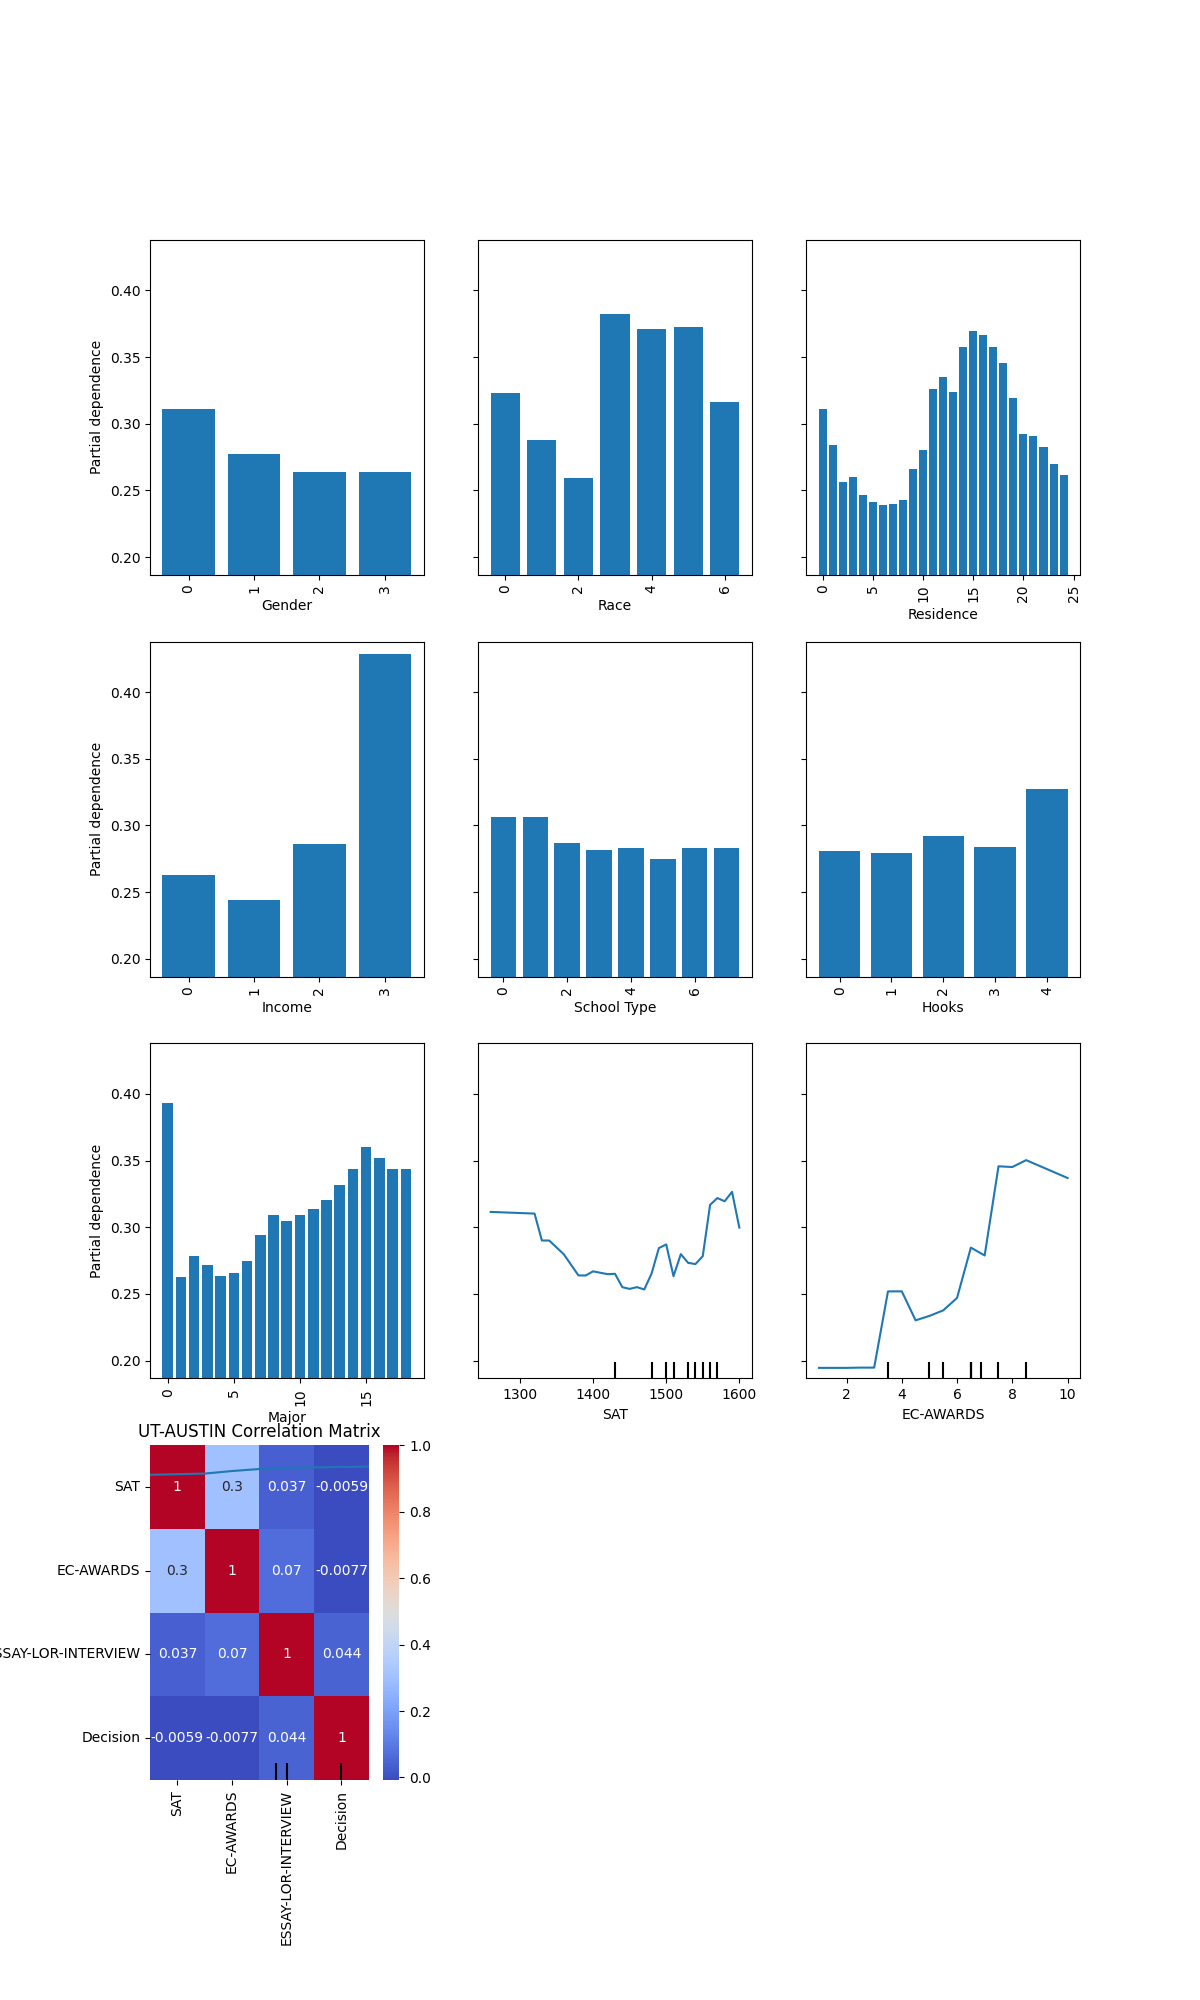 0.40
0.35
0.30
0.25
0.20
Partial dependence
0 1 2 3
Gender
0 2 4 6
Race
0 5 10 15 20 25
Residence
0.40
0.35
0.30
0.25
0.20
Partial dependence
0 1 2 3
Income
0 2 4 6
School Type
0 1 2 3 4
Hooks
0.40
0.35
0.30
0.25
0.20
Partial dependence
0 5 10 15
Major
1300 1400 1500 1600
SAT
2 4 6 8 10
EC-AWARDS
UT-AUSTIN Correlation Matrix
SAT 1 0.3 0.037 -0.0059
EC-AWARDS 0.3 1 0.07 -0.0077
SSAY-LOR-INTERVIEW 0.037 0.07 1 0.044
Decision -0.0059 -0.0077 0.044 1
SAT
EC-AWARDS
ESSAY-LOR-INTERVIEW
Decision
1.0
0.8
0.6
0.4
0.2
0.0